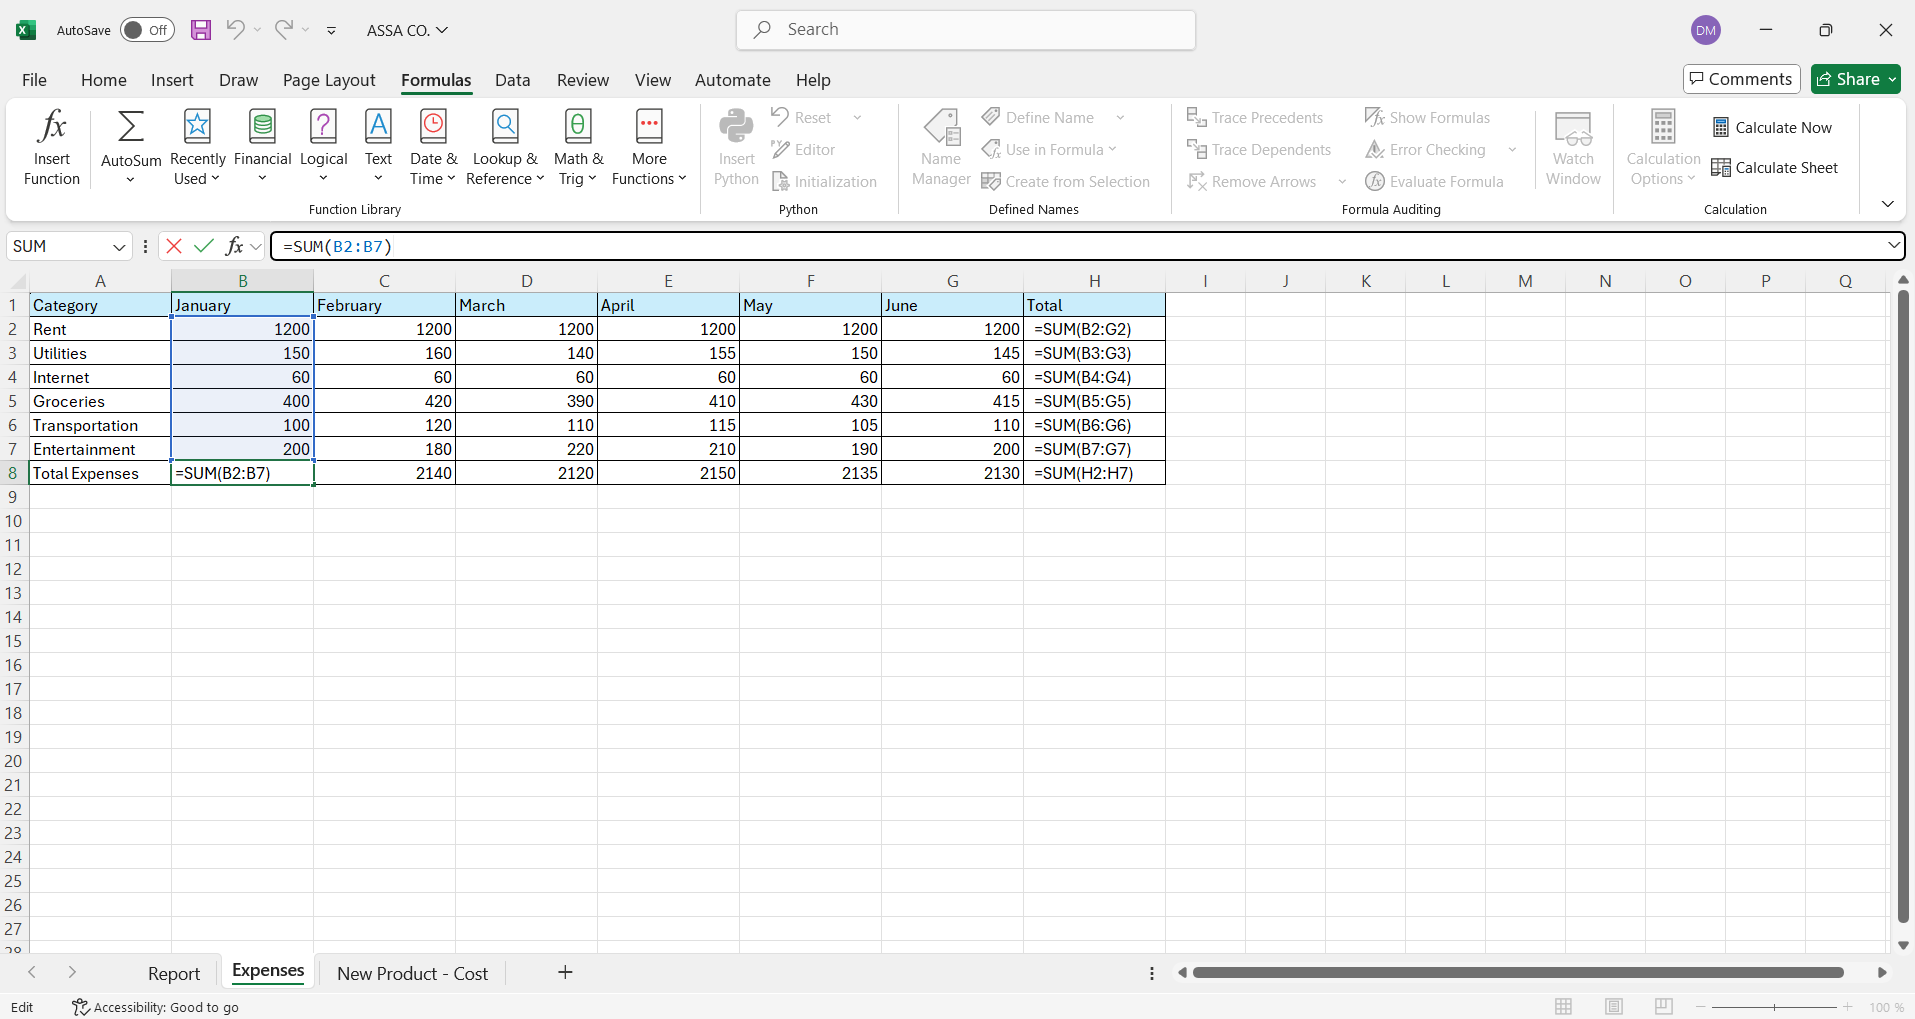 AutoSave Off ASSA CO. Search DM
File Home Insert Draw Page Layout Formulas Data Review View Automate Help Comments Share
Insert Function AutoSum Recently Used Financial Logical Text Date & Time Lookup & Reference Math & Trig More Functions
Function Library
Insert Python Reset Editor Initialization
Python
Name Manager Define Name Use in Formula Create from Selection
Defined Names
Trace Precedents Trace Dependents Remove Arrows Show Formulas Error Checking Evaluate Formula
Formula Auditing
Watch Window
Calculation Options Calculate Now Calculate Sheet
Calculation
SUM fx =SUM(B2:B7)
A B C D E F G H I J K L M N O P Q
1 Category January February March April May June Total
2 Rent 1200 1200 1200 1200 1200 1200 =SUM(B2:G2)
3 Utilities 150 160 140 155 150 145 =SUM(B3:G3)
4 Internet 60 60 60 60 60 60 =SUM(B4:G4)
5 Groceries 400 420 390 410 430 415 =SUM(B5:G5)
6 Transportation 100 120 110 115 105 110 =SUM(B6:G6)
7 Entertainment 200 180 220 210 190 200 =SUM(B7:G7)
8 Total Expenses =SUM(B2:B7) 2140 2120 2150 2135 2130 =SUM(H2:H7)
9
10
11
12
13
14
15
16
17
18
19
20
21
22
23
24
25
26
27
28
Report Expenses New Product - Cost
Edit Accessibility: Good to go 100 %